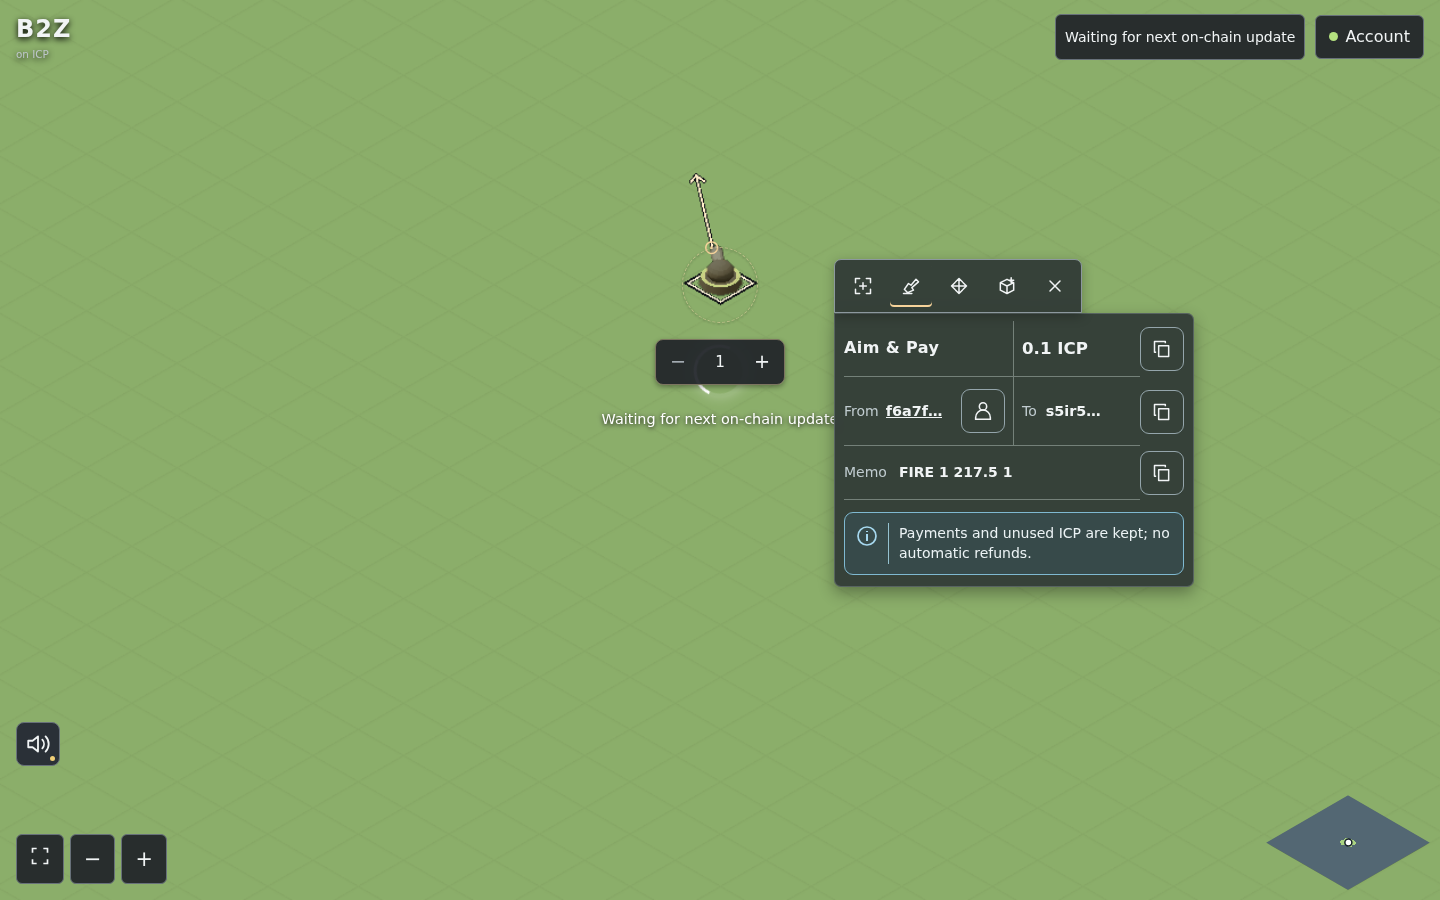 B2Z
on ICP
Waiting for next on-chain update
Account
Aim & Pay
0.1 ICP
1
From f6a7f...
To s5ir5...
Waiting for next on-chain update
Memo FIRE 1 217.5 1
Payments and unused ICP are kept; no
automatic refunds.